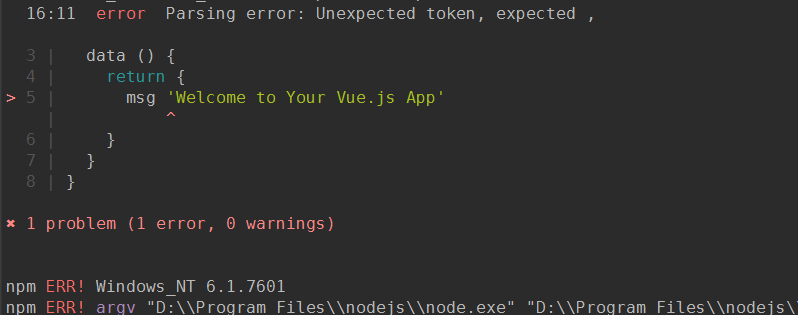 16:11  error  Parsing error: Unexpected token, expected ,
3 |   data () {
4 |     return {
> 5 |       msg 'Welcome to Your Vue.js App'
|           ^
6 |     }
7 |   }
8 | }
✖ 1 problem (1 error, 0 warnings)
npm ERR! Windows_NT 6.1.7601
npm ERR! argv "D:\\Program Files\\nodejs\\node.exe" "D:\\Program Files\\nodejs\\